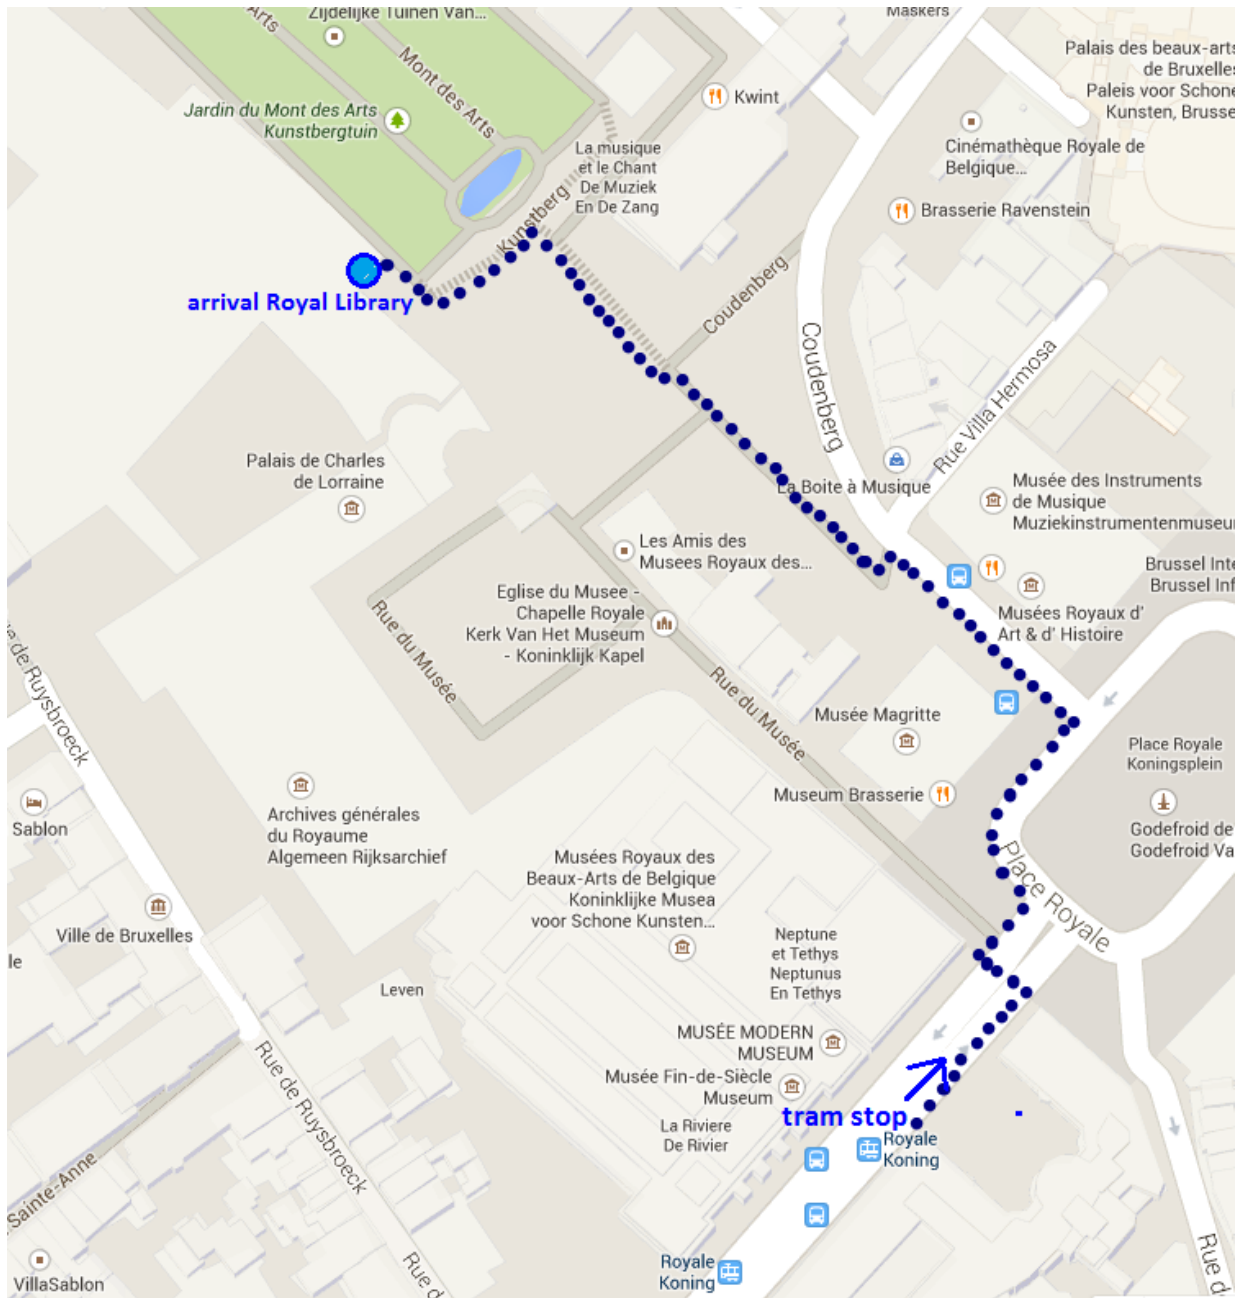 Zijdelijke Tuinen Van...
Maskers
Arts
Mont des Arts
Palais des beaux-arts
de Bruxelles
Paleis voor Schone
Kunsten, Brussel
Kwint
Jardin du Mont des Arts
Kunstbergtuin
La musique
et le Chant
De Muziek
En De Zang
Cinémathèque Royale de
Belgique...
Brasserie Ravenstein
Kunstberg
arrival Royal Library
Coudenberg
Coudenberg
Rue Villa Hermosa
Palais de Charles
de Lorraine
La Boite à Musique
Musée des Instruments
de Musique
Muziekinstrumentenmuseum
Les Amis des
Musees Royaux des...
Brussel Inte
Brussel Inf
Eglise du Musee -
Chapelle Royale
Kerk Van Het Museum
- Koninklijk Kapel
Musées Royaux d'
Art & d' Histoire
Rue du Musée
Rue du Musée
de Ruysbroeck
Musée Magritte
Place Royale
Koningsplein
Museum Brasserie
Sablon
Archives générales
du Royaume
Algemeen Rijksarchief
Godefroid de
Godefroid Va
Musées Royaux des
Beaux-Arts de Belgique
Koninklijke Musea
voor Schone Kunsten...
Place Royale
Ville de Bruxelles
le
Neptune
et Tethys
Neptunus
En Tethys
Leven
MUSÉE MODERN
MUSEUM
Rue de Ruysbroeck
Musée Fin-de-Siècle
Museum
tram stop
La Riviere
De Rivier
Royale
Koning
Sainte-Anne
Royale
Koning
VillaSablon
Rue d
Rue d